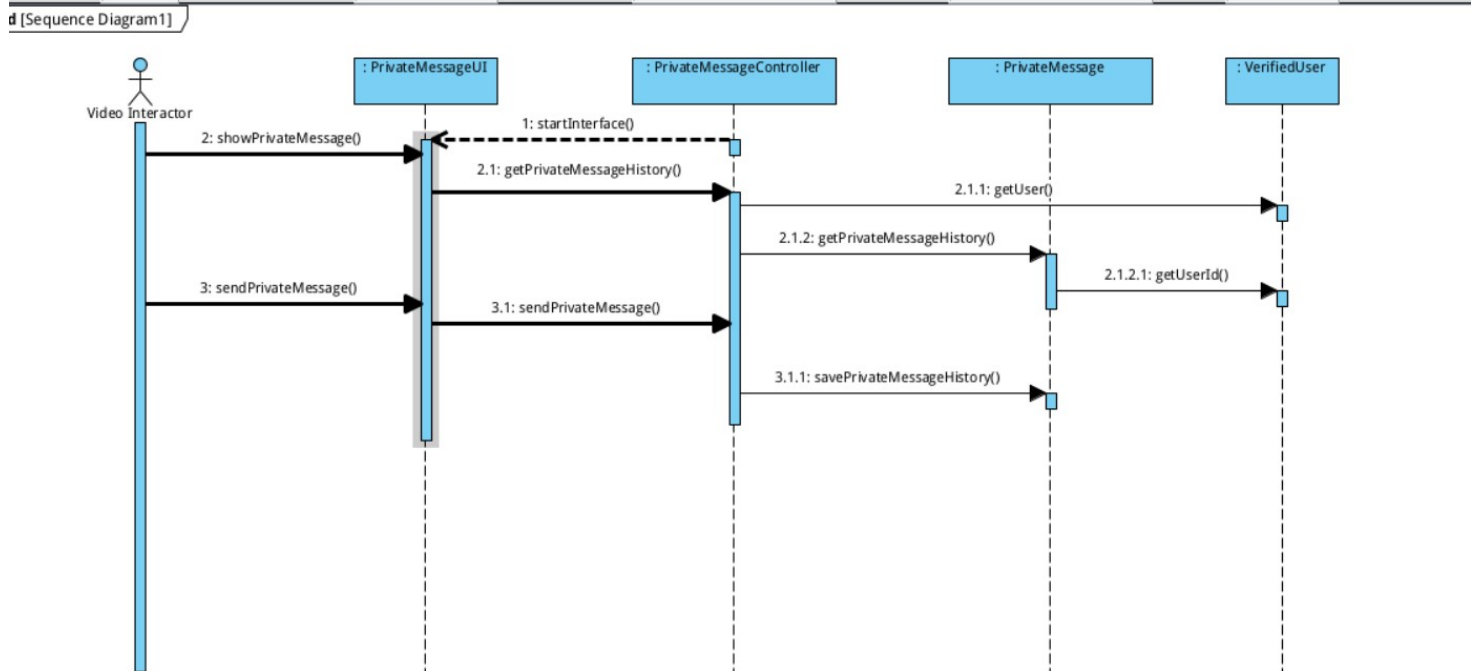 d [Sequence Diagram1]
: PrivateMessageUI
: PrivateMessageController
: PrivateMessage
: VerifiedUser
Video Interactor
1: startInterface()
2: showPrivateMessage()
2.1: getPrivateMessageHistory()
2.1.1: getUser()
2.1.2: getPrivateMessageHistory()
2.1.2.1: getUserId()
3: sendPrivateMessage()
3.1: sendPrivateMessage()
3.1.1: savePrivateMessageHistory()